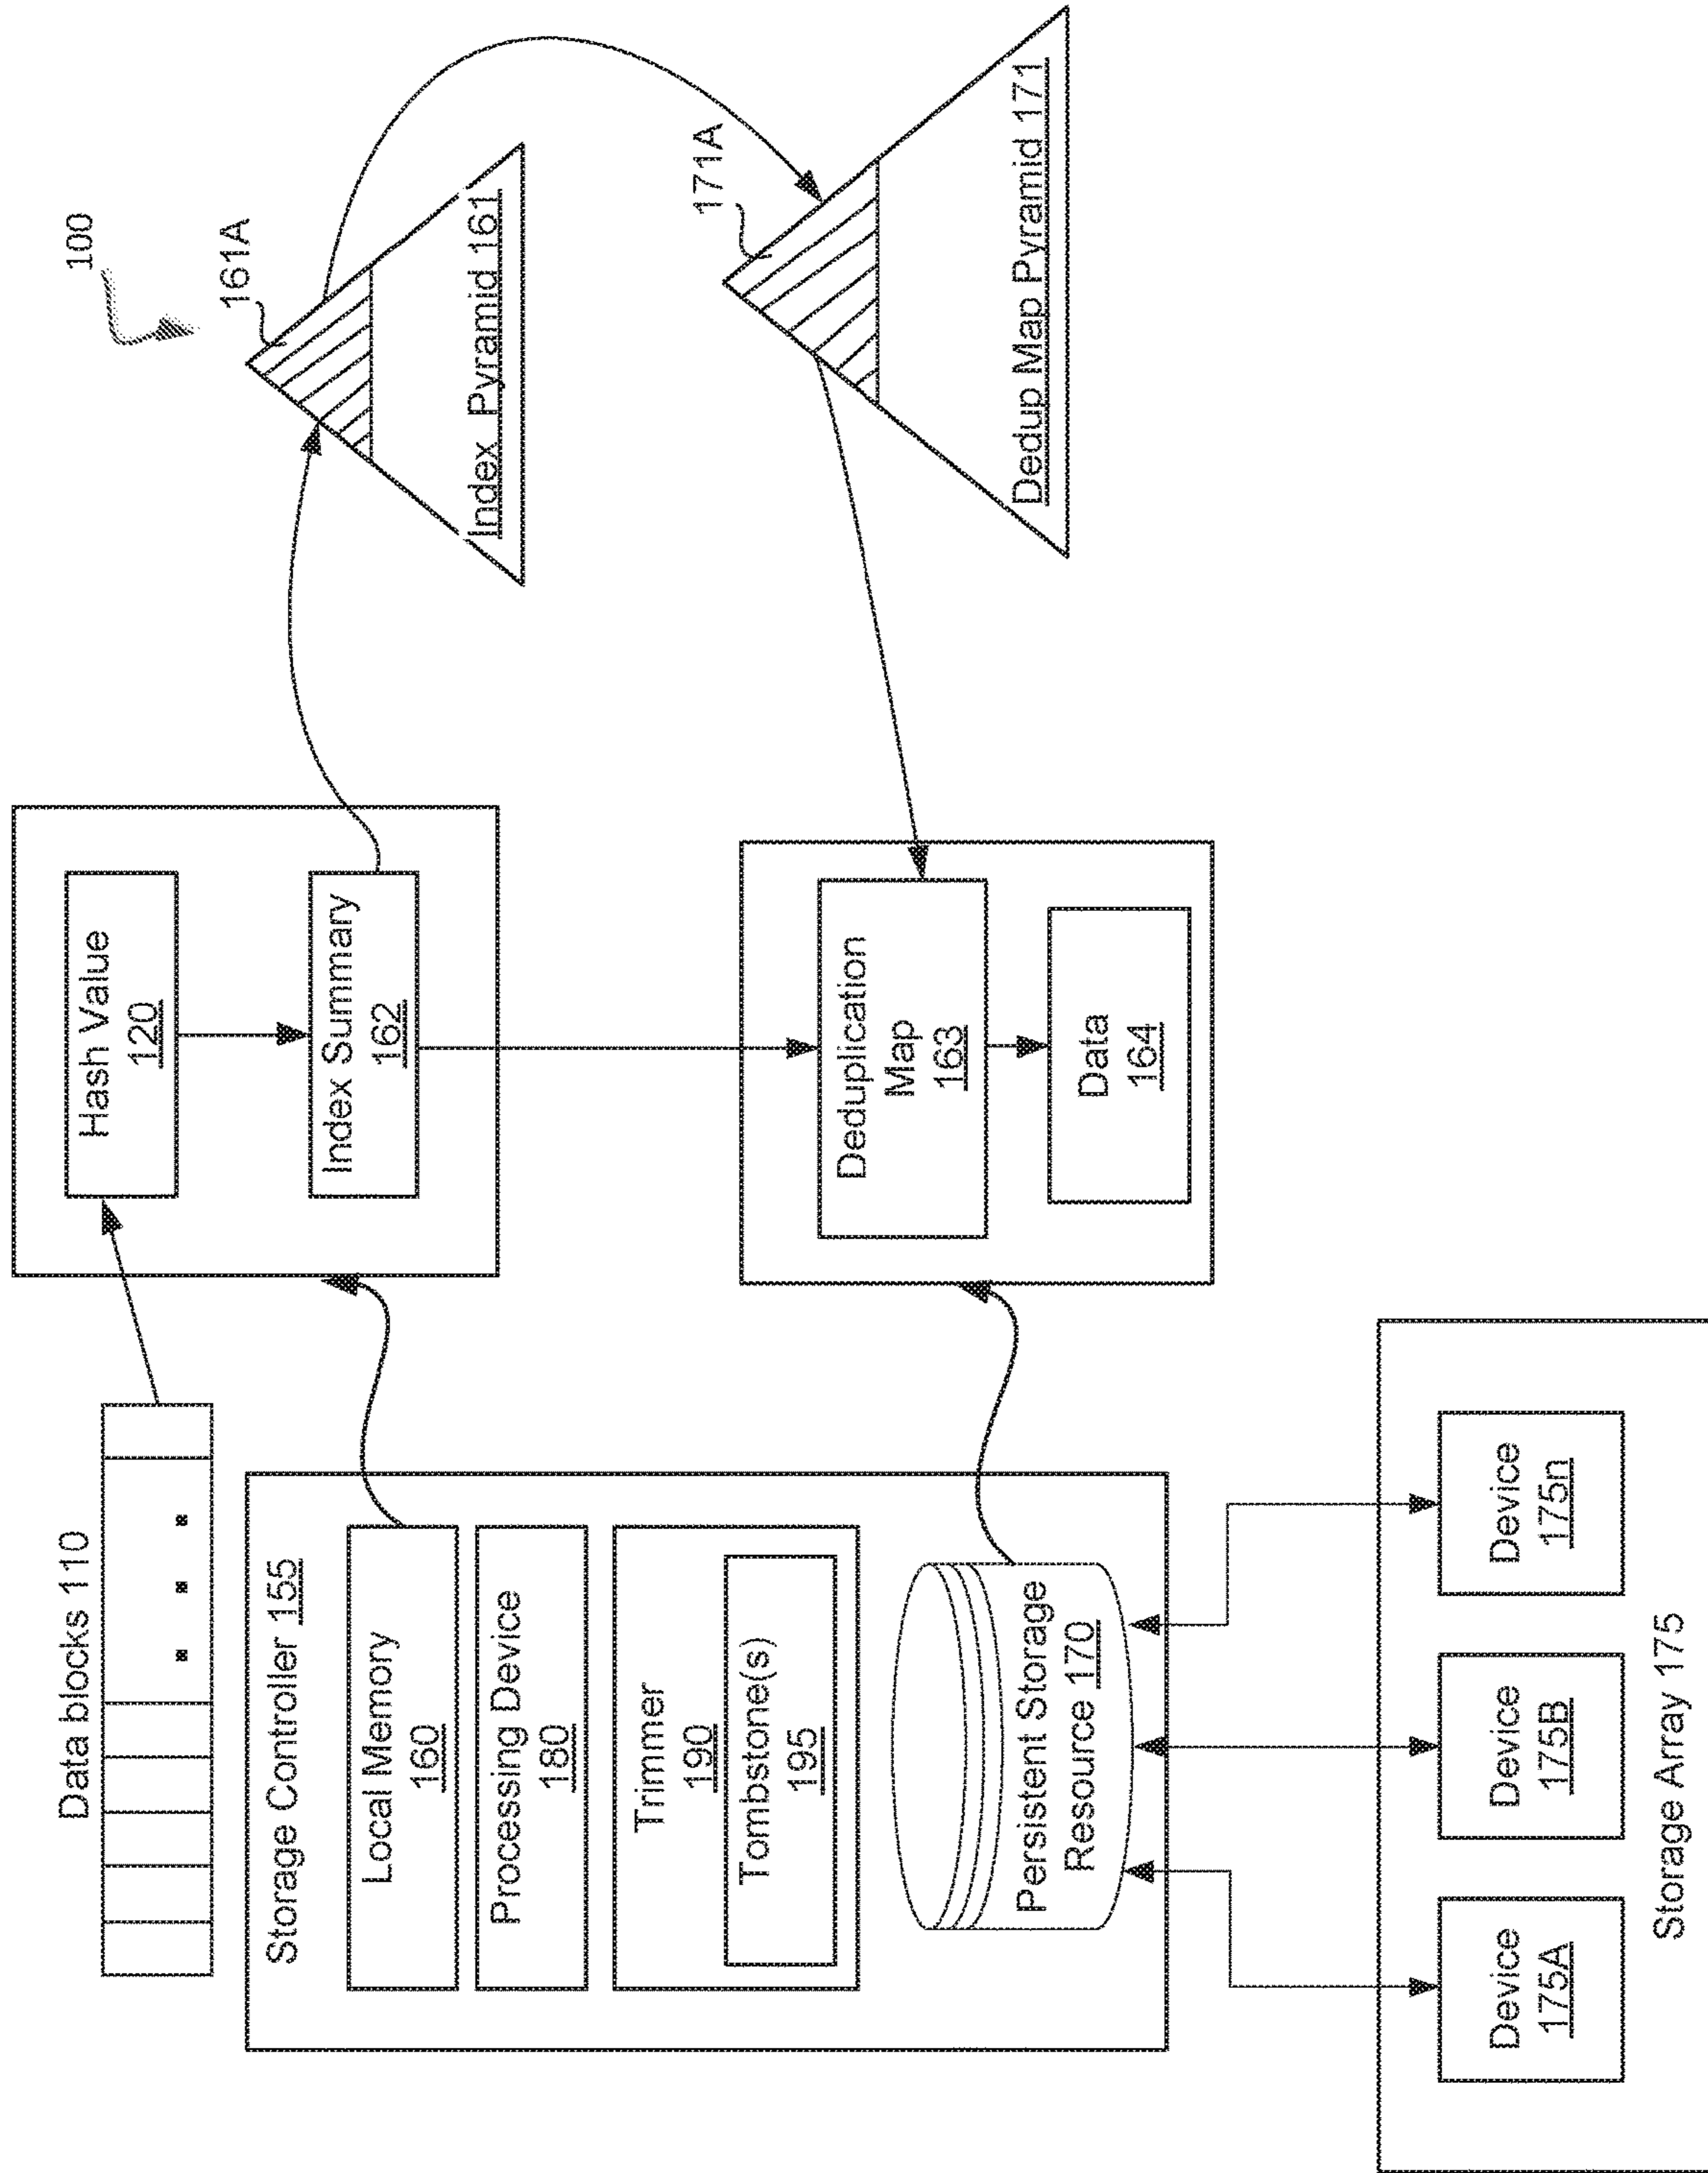 100
Data blocks 110
Storage Controller 155
Local Memory
160
Processing Device
180
Trimmer
190
Tombstone(s)
195
Persistent Storage
Resource 170
Device
175A
Device
175B
Device
175n
Storage Array 175
Hash Value
120
Index Summary
162
Deduplication
Map
163
Data
164
161A
Index Pyramid 161
171A
Dedup Map Pyramid 171